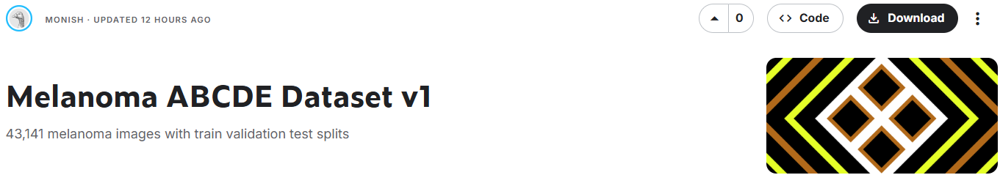 MONISH · UPDATED 12 HOURS AGO
0
Code
Download
Melanoma ABCDE Dataset v1
43,141 melanoma images with train validation test splits